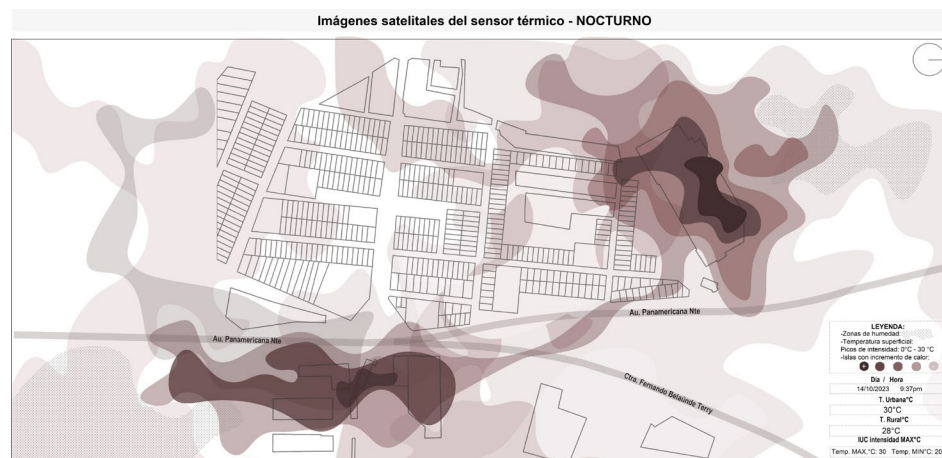 Imágenes satelitales del sensor térmico - NOCTURNO
Au. Panamericana Nte
Au. Panamericana Nte
Ctra. Fernando Belaúnde Terry
LEYENDA:
-Zonas de humedad:
-Temperatura superficial:
Picos de intensidad: 0°C - 30 °C
-Islas con incremento de calor:
+
Día / Hora
14/10/2023 9:37pm
T. Urbana°C
30°C
T. Rural°C
28°C
IUC intensidad MAX°C
Temp. MAX,°C: 30 Temp. MIN°C: 20